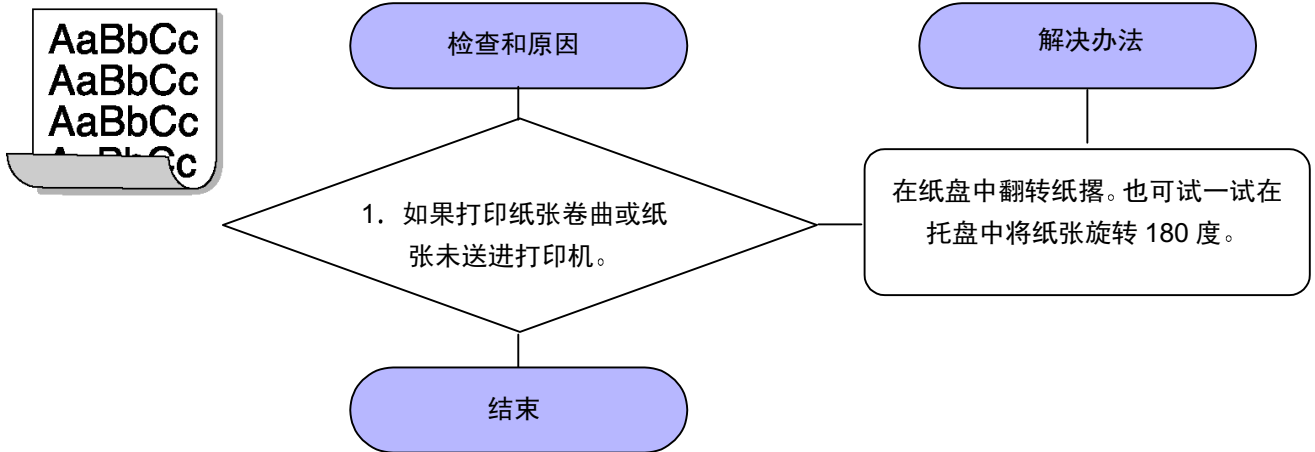 AaBbCc
AaBbCc
AaBbCc
检查和原因
解决办法
1. 如果打印纸张卷曲或纸
张未送进打印机。
在纸盘中翻转纸撂。也可试一试在
托盘中将纸张旋转 180 度。
结束